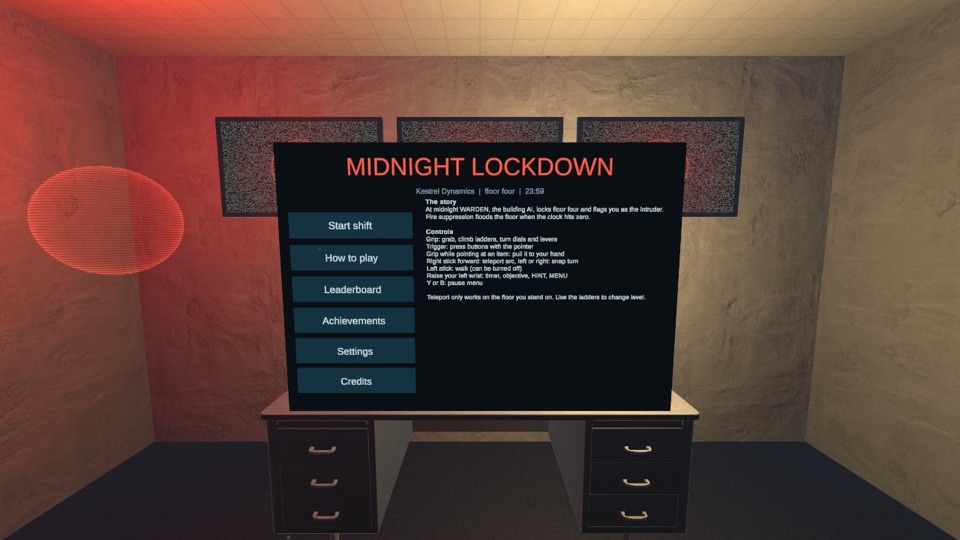 MIDNIGHT LOCKDOWN
Kestrel Dynamics | floor four | 23:59
Start shift
How to play
Leaderboard
Achievements
Settings
Credits
The story
At midnight WARDEN, the building AI, locks floor four and flags you as the intruder.
Fire suppression floods the floor when the clock hits zero.
Controls
Grip: grab, climb ladders, turn dials and levers
Trigger: press buttons with the pointer
Grip while pointing at an item: pull it to your hand
Right stick forward: teleport arc, left or right: snap turn
Left stick: walk (can be turned off)
Raise your left wrist: timer, objective, HINT, MENU
Y or B: pause menu
Teleport only works on the floor you stand on. Use the ladders to change level.